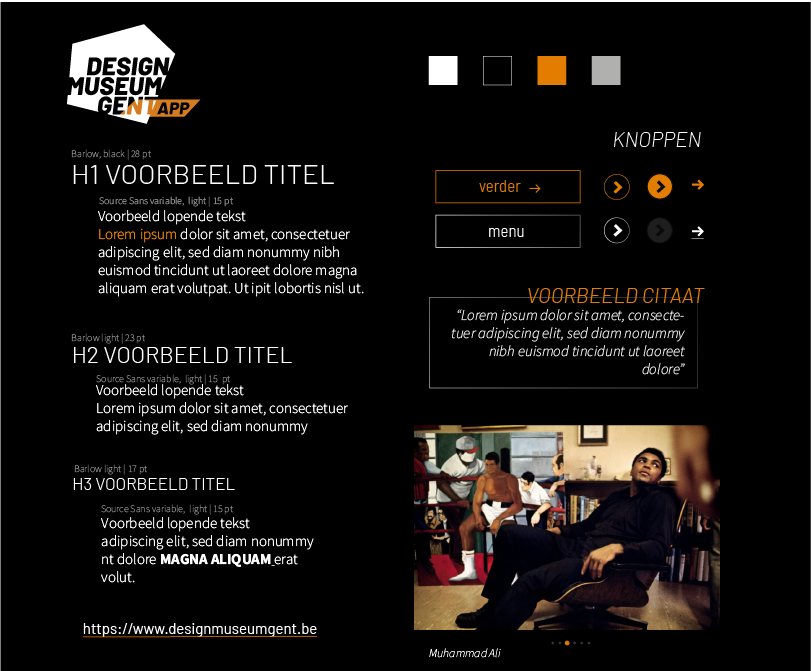 DESIGN
MUSEUM
GENT APP
Barlow, black | 28 pt
H1 VOORBEELD TITEL
Source Sans variable, light | 15 pt
Voorbeeld lopende tekst
Lorem ipsum dolor sit amet, consectetuer
adipiscing elit, sed diam nonummy nibh
euismod tincidunt ut laoreet dolore magna
aliquam erat volutpat. Ut ipit lobortis nisl ut.
Barlow light | 23 pt
H2 VOORBEELD TITEL
Source Sans variable, light | 15 pt
Voorbeeld lopende tekst
Lorem ipsum dolor sit amet, consectetuer
adipiscing elit, sed diam nonummy
Barlow light | 17 pt
H3 VOORBEELD TITEL
Source Sans variable, light | 15 pt
Voorbeeld lopende tekst
adipiscing elit, sed diam nonummy
nt dolore MAGNA ALIQUAM erat
volut.
https://www.designmuseumgent.be
KNOPPEN
verder →
menu
VOORBEELD CITAAT
“Lorem ipsum dolor sit amet, consecte-
tuer adipiscing elit, sed diam nonummy
nibh euismod tincidunt ut laoreet
dolore”
Muhammad Ali